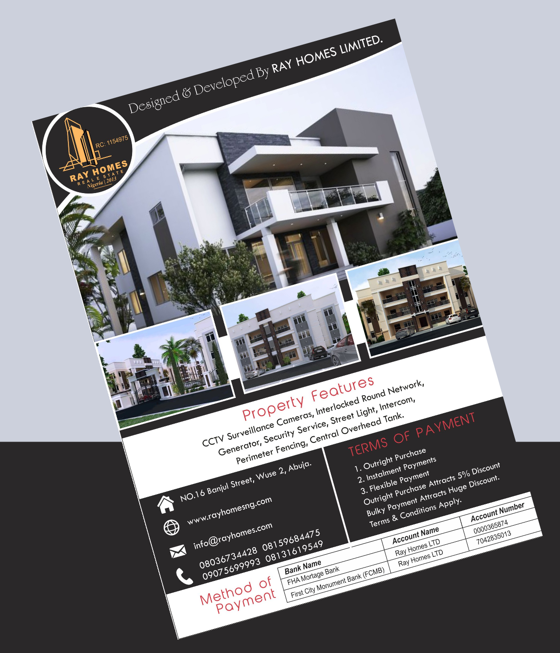 Designed & Developed By RAY HOMES LIMITED.
RC: 1154975
RAY HOMES
REAL ESTATE
Nigeria | 2013
Property Features
CCTV Surveillance Cameras, Interlocked Round Network,
Generator, Security Service, Street Light, Intercom,
Perimeter Fencing, Central Overhead Tank.
NO.16 Banjul Street, Wuse 2, Abuja.
www.rayhomesng.com
info@rayhomes.com
08036734428 08159684475
09075699993 08131619549
TERMS OF PAYMENT
1. Outright Purchase
2. Instalment Payments
3. Flexible Payment
Outright Purchase Attracts 5% Discount
Bulky Payment Attracts Huge Discount.
Terms & Conditions Apply.
Method of
Payment
Bank Name Account Name Account Number
FHA Mortage Bank Ray Homes LTD 0000365874
First City Monument Bank (FCMB) Ray Homes LTD 7042835013